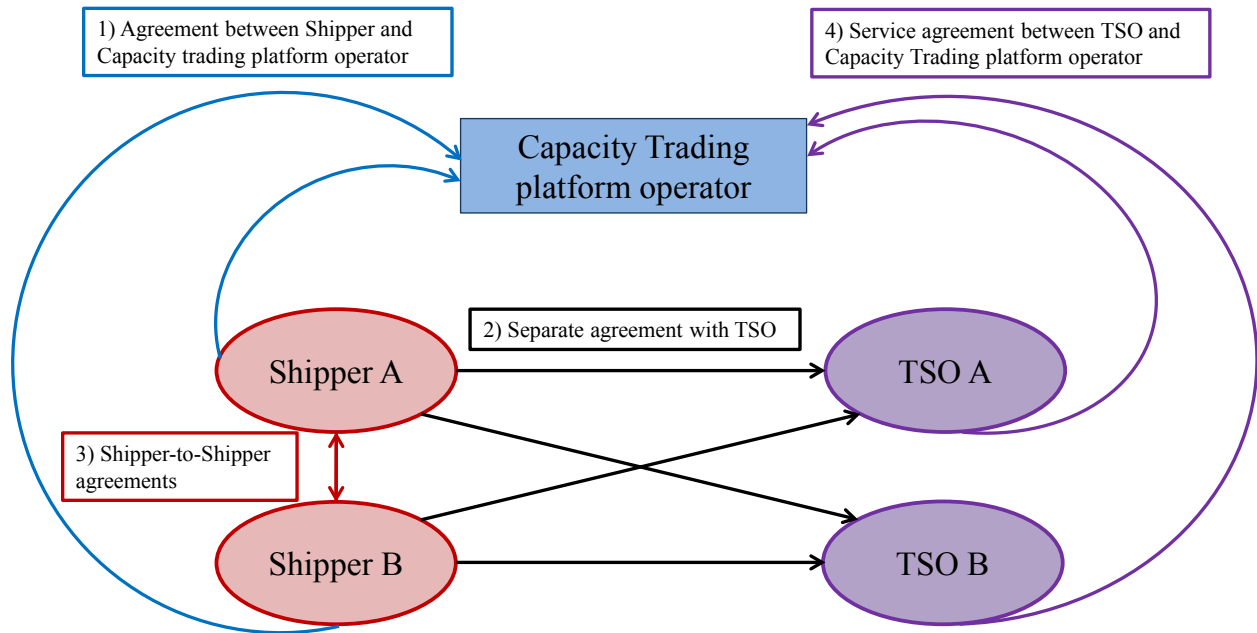 1) Agreement between Shipper and
Capacity trading platform operator
4) Service agreement between TSO and
Capacity Trading platform operator
Capacity Trading
platform operator
2) Separate agreement with TSO
Shipper A
TSO A
3) Shipper-to-Shipper
agreements
Shipper B
TSO B